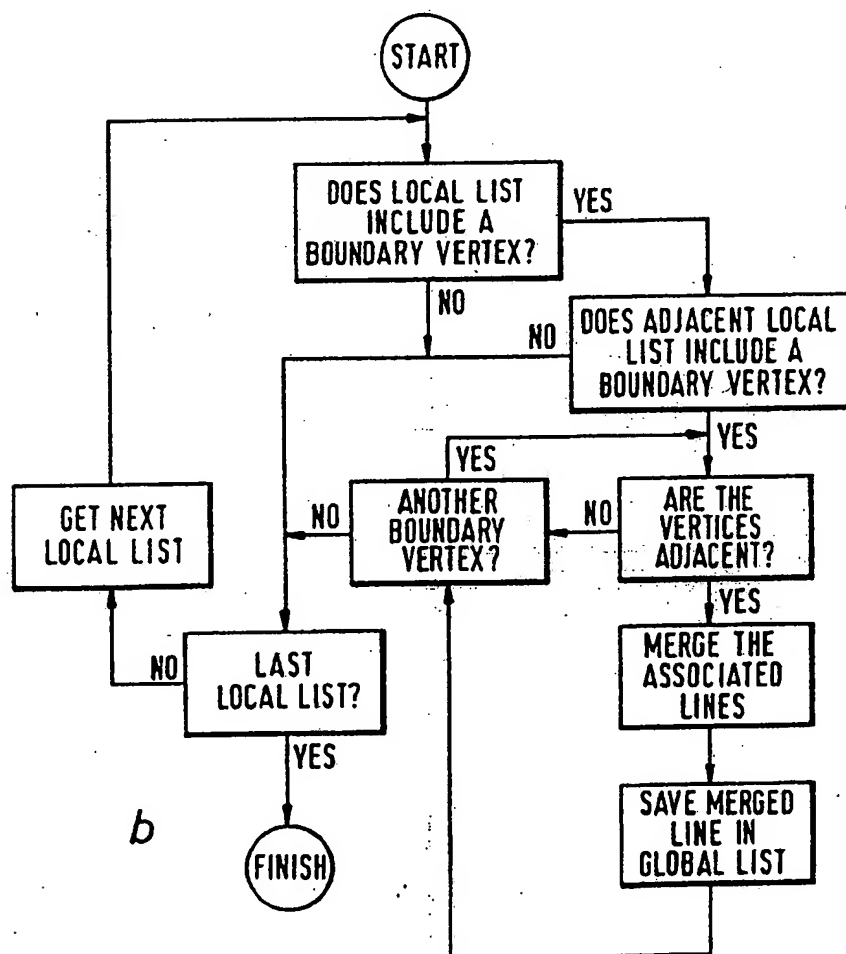 START
DOES LOCAL LIST
INCLUDE A
BOUNDARY VERTEX?
YES
NO
DOES ADJACENT LOCAL
LIST INCLUDE A
BOUNDARY VERTEX?
NO
YES
YES
ANOTHER
BOUNDARY
VERTEX?
NO
ARE THE
VERTICES
ADJACENT?
NO
YES
GET NEXT
LOCAL LIST
MERGE THE
ASSOCIATED
LINES
NO
LAST
LOCAL LIST?
YES
SAVE MERGED
LINE IN
GLOBAL LIST
b
FINISH